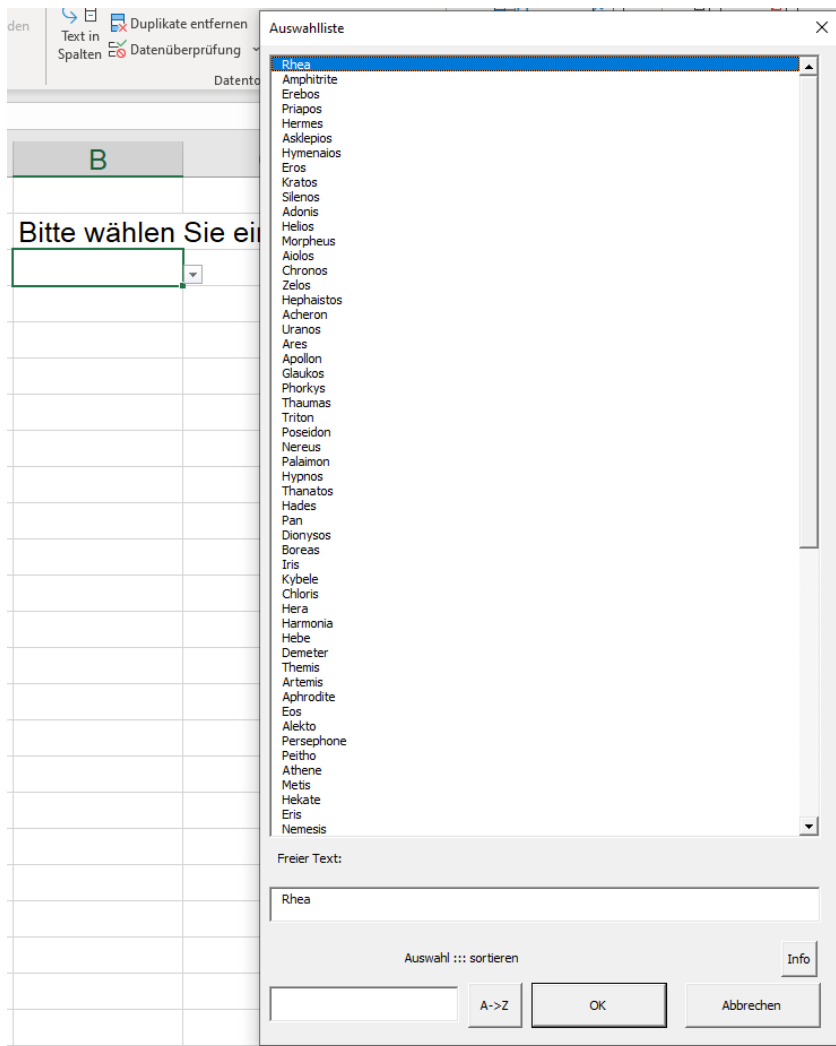 den
Text in
Spalten
Duplikate entfernen
Datenüberprüfung
Datento
B
Bitte wählen Sie ei
Auswahlliste
Rhea
Amphitrite
Erebos
Priapos
Hermes
Asklepios
Hymenaios
Eros
Kratos
Silenos
Adonis
Helios
Morpheus
Aiolos
Chronos
Zelos
Hephaistos
Acheron
Uranos
Ares
Apollon
Glaukos
Phorkys
Thaumas
Triton
Poseidon
Nereus
Palaimon
Hypnos
Thanatos
Hades
Pan
Dionysos
Boreas
Iris
Kybele
Chloris
Hera
Harmonia
Hebe
Demeter
Themis
Artemis
Aphrodite
Eos
Alekto
Persephone
Peitho
Athene
Metis
Hekate
Eris
Nemesis
Freier Text:
Rhea
Auswahl ::: sortieren
Info
A->Z
OK
Abbrechen